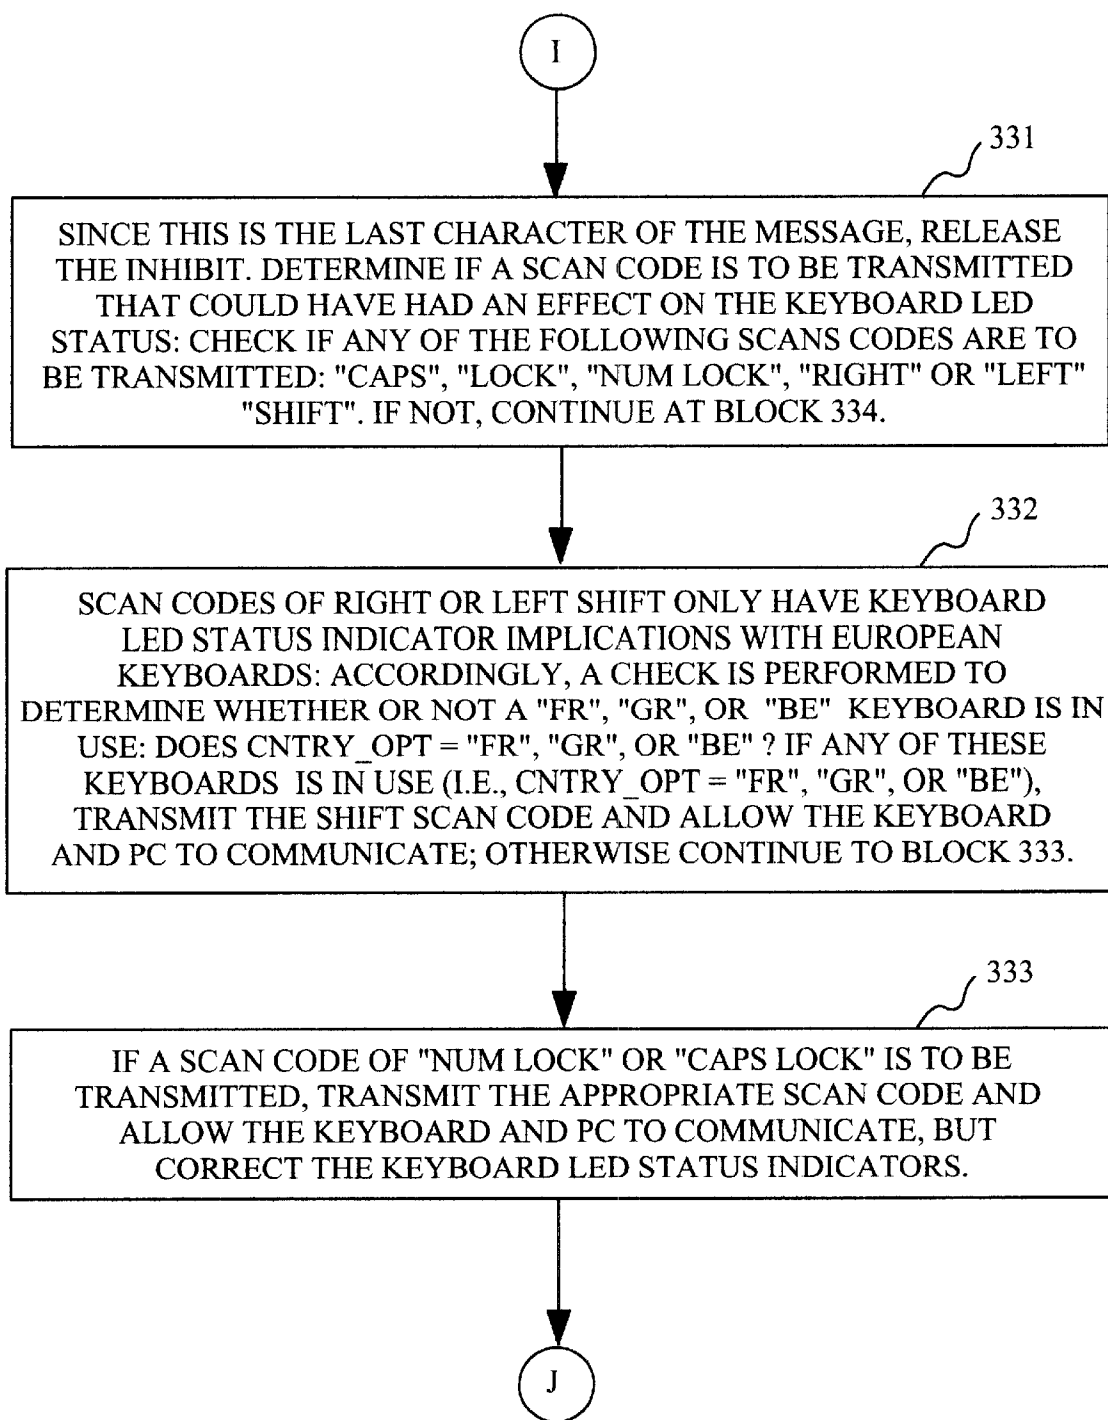 I
331
SINCE THIS IS THE LAST CHARACTER OF THE MESSAGE, RELEASE
THE INHIBIT. DETERMINE IF A SCAN CODE IS TO BE TRANSMITTED
THAT COULD HAVE HAD AN EFFECT ON THE KEYBOARD LED
STATUS: CHECK IF ANY OF THE FOLLOWING SCANS CODES ARE TO
BE TRANSMITTED: "CAPS", "LOCK", "NUM LOCK", "RIGHT" OR "LEFT"
"SHIFT". IF NOT, CONTINUE AT BLOCK 334.
332
SCAN CODES OF RIGHT OR LEFT SHIFT ONLY HAVE KEYBOARD
LED STATUS INDICATOR IMPLICATIONS WITH EUROPEAN
KEYBOARDS: ACCORDINGLY, A CHECK IS PERFORMED TO
DETERMINE WHETHER OR NOT A "FR", "GR", OR "BE" KEYBOARD IS IN
USE: DOES CNTRY_OPT = "FR", "GR", OR "BE" ? IF ANY OF THESE
KEYBOARDS IS IN USE (I.E., CNTRY_OPT = "FR", "GR", OR "BE"),
TRANSMIT THE SHIFT SCAN CODE AND ALLOW THE KEYBOARD
AND PC TO COMMUNICATE; OTHERWISE CONTINUE TO BLOCK 333.
333
IF A SCAN CODE OF "NUM LOCK" OR "CAPS LOCK" IS TO BE
TRANSMITTED, TRANSMIT THE APPROPRIATE SCAN CODE AND
ALLOW THE KEYBOARD AND PC TO COMMUNICATE, BUT
CORRECT THE KEYBOARD LED STATUS INDICATORS.
J